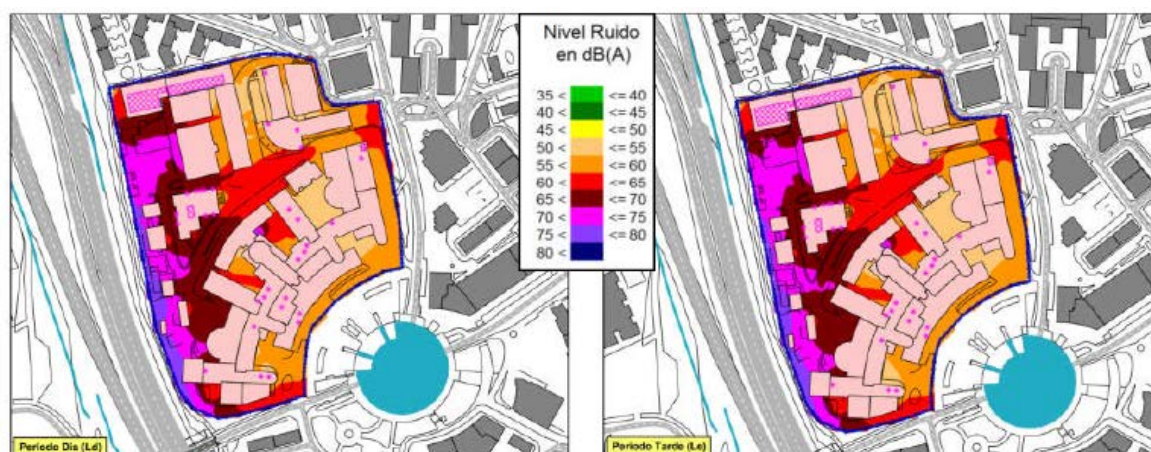 Nivel Ruido
en dB(A)
35 < <= 40
40 < <= 45
45 < <= 50
50 < <= 55
55 < <= 60
60 < <= 65
65 < <= 70
70 < <= 75
75 < <= 80
80 <
Periodo Dia (Ld)
Periodo Tarde (Le)